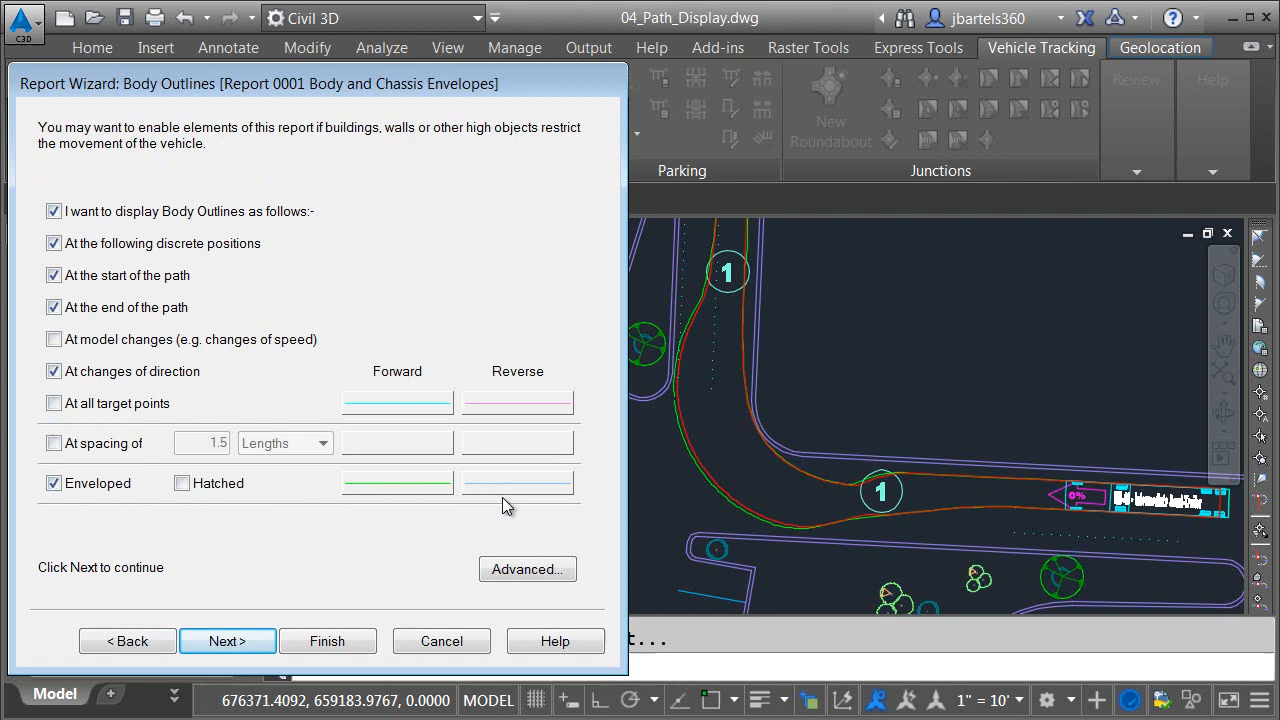 Civil 3D
04_Path_Display.dwg
jbartels360
C3D
Home Insert Annotate Modify Analyze View Manage Output Help Add-ins Raster Tools Express Tools Vehicle Tracking Geolocation
Report Wizard: Body Outlines [Report 0001 Body and Chassis Envelopes]
New
Roundabout
Review
Help
Parking
Junctions
You may want to enable elements of this report if buildings, walls or other high objects restrict
the movement of the vehicle.
I want to display Body Outlines as follows:-
At the following discrete positions
At the start of the path
At the end of the path
At model changes (e.g. changes of speed)
At changes of direction
Forward Reverse
At all target points
At spacing of 1.5 Lengths
Enveloped Hatched
Click Next to continue
Advanced...
< Back Next > Finish Cancel Help
1
1
0%
t...
Model
676371.4092, 659183.9767, 0.0000 MODEL
1" = 10'